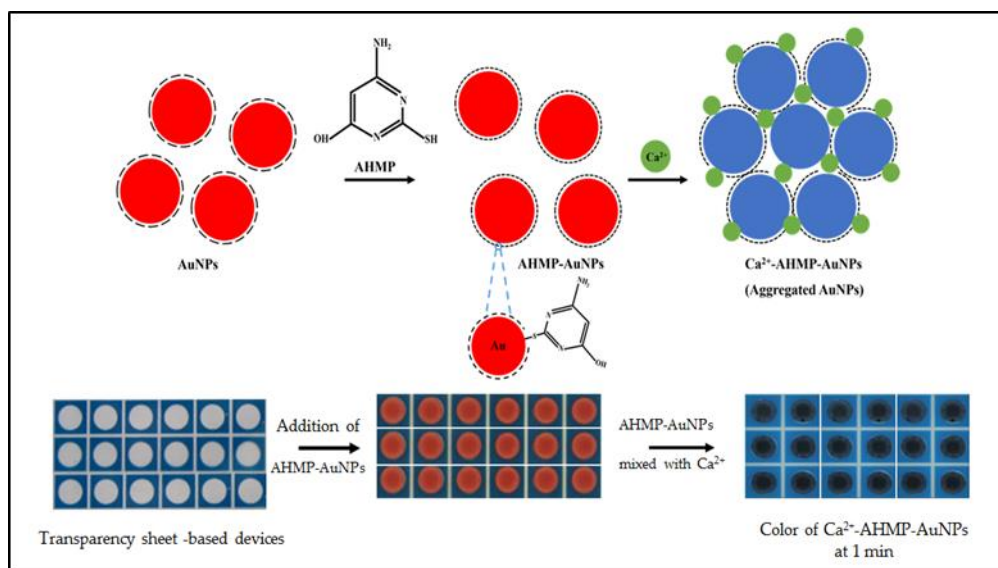 NH₂
N
OH
N
SH
AHMP
Ca²⁺
AuNPs
AHMP-AuNPs
Ca²⁺-AHMP-AuNPs
(Aggregated AuNPs)
NH₂
N
Au
S
N
OH
Addition of
AHMP-AuNPs
AHMP-AuNPs
mixed with Ca²⁺
Transparency sheet -based devices
Color of Ca²⁺-AHMP-AuNPs
at 1 min